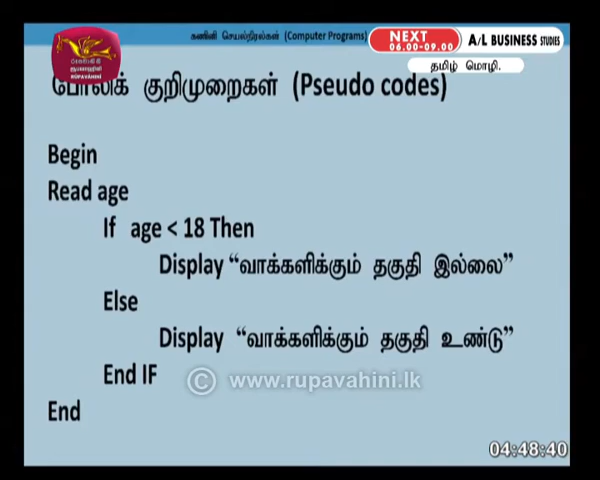 கணினி செயல்நிரல்கள் (Computer Programs)
NEXT
06.00-09.00
A/L BUSINESS STUDIES
தமிழ் மொழி.
RUPAVAHINI
போலிக் குறிமுறைகள் (Pseudo codes)
Begin
Read age
If age < 18 Then
Display “வாக்களிக்கும் தகுதி இல்லை”
Else
Display “வாக்களிக்கும் தகுதி உண்டு”
End IF
© www.rupavahini.lk
End
04:48:40